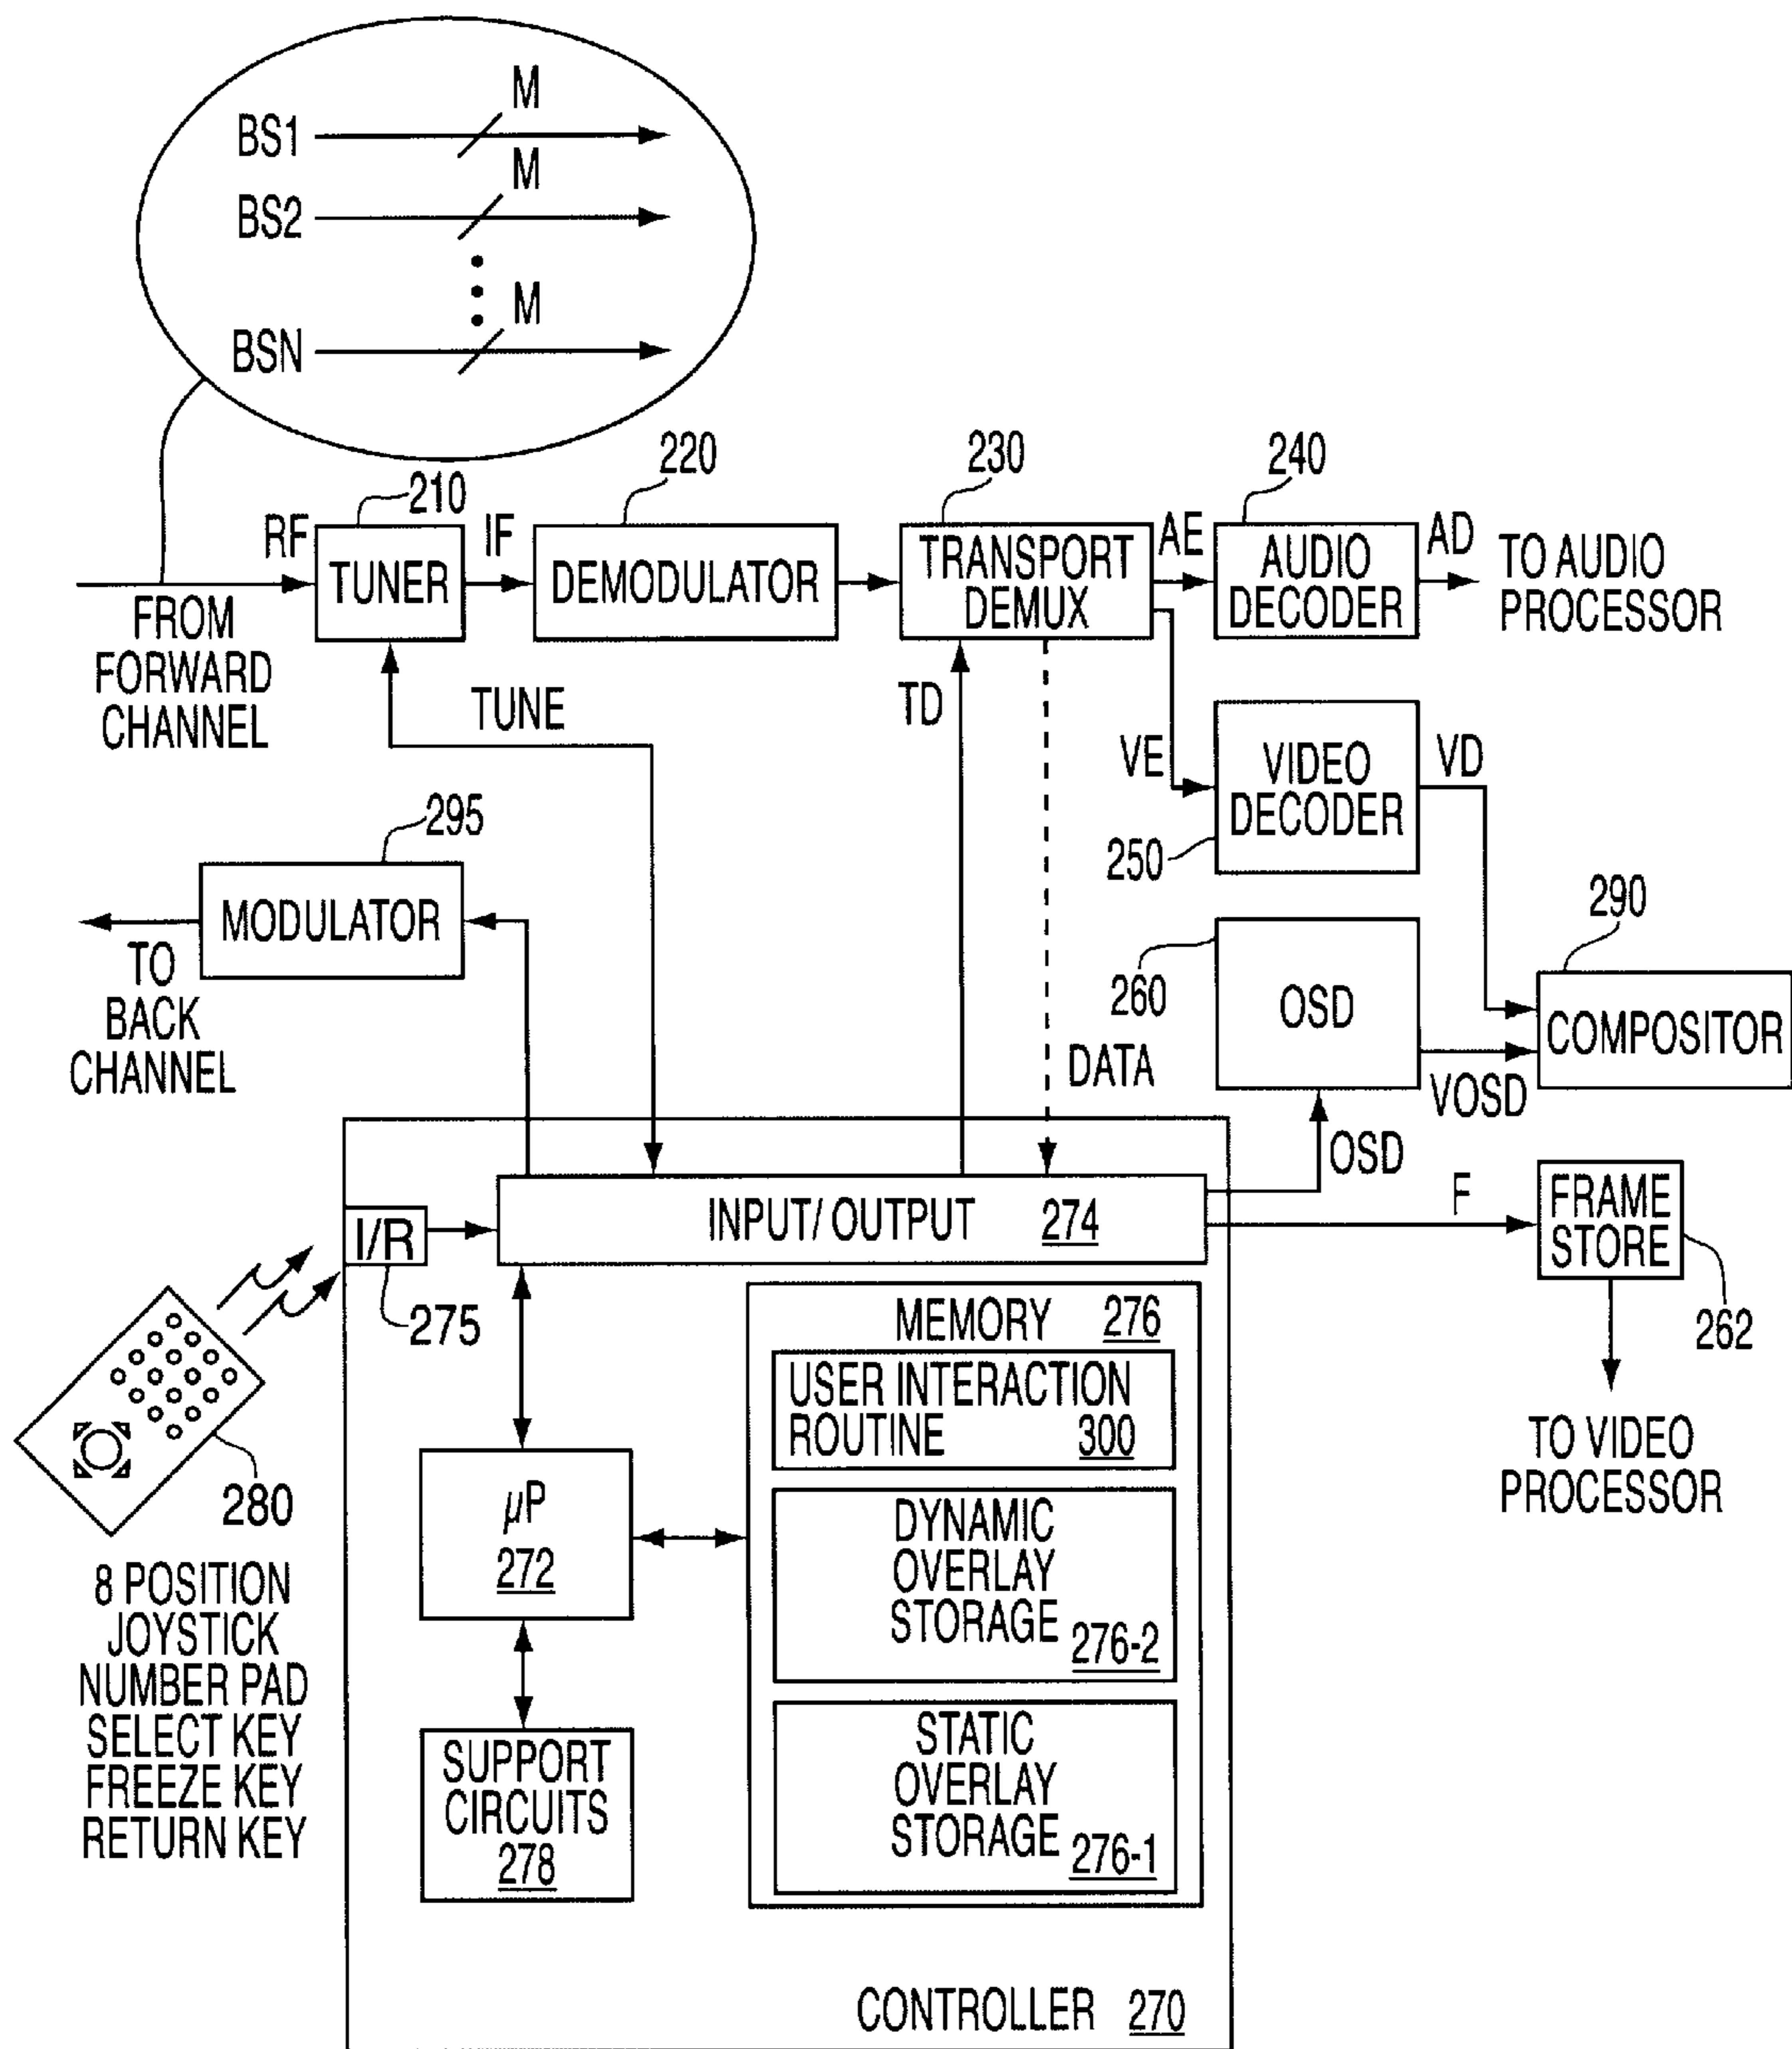 M
BS1
M
BS2
M
BSN
210
220
230
240
RF
TUNER
IF
DEMODULATOR
TRANSPORT
DEMUX
AE
AUDIO
DECODER
AD
TO AUDIO
PROCESSOR
FROM
FORWARD
CHANNEL
TUNE
TD
VE
VIDEO
DECODER
250
VD
295
MODULATOR
TO
BACK
CHANNEL
260
OSD
290
COMPOSITOR
VOSD
DATA
OSD
INPUT/ OUTPUT 274
F
FRAME
STORE
262
TO VIDEO
PROCESSOR
I/R
275
280
8 POSITION
JOYSTICK
NUMBER PAD
SELECT KEY
FREEZE KEY
RETURN KEY
µP
272
SUPPORT
CIRCUITS
278
MEMORY 276
USER INTERACTION
ROUTINE 300
DYNAMIC
OVERLAY
STORAGE
276-2
STATIC
OVERLAY
STORAGE
276-1
CONTROLLER 270